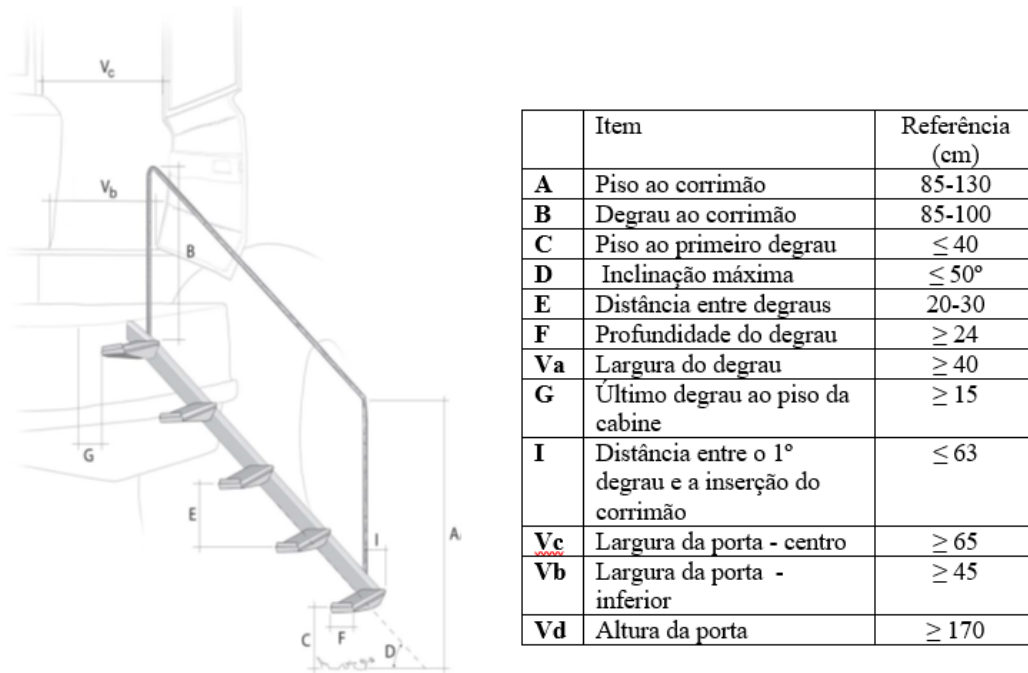 Vc
Vb
B
G
E
I
A
C
F
D
Item Referência
(cm)
A Piso ao corrimão 85-130
B Degrau ao corrimão 85-100
C Piso ao primeiro degrau ≤ 40
D Inclinação máxima ≤ 50º
E Distância entre degraus 20-30
F Profundidade do degrau ≥ 24
Va Largura do degrau ≥ 40
G Último degrau ao piso da ≥ 15
cabine
I Distância entre o 1º ≤ 63
degrau e a inserção do
corrimão
Vc Largura da porta - centro ≥ 65
Vb Largura da porta - ≥ 45
inferior
Vd Altura da porta ≥ 170